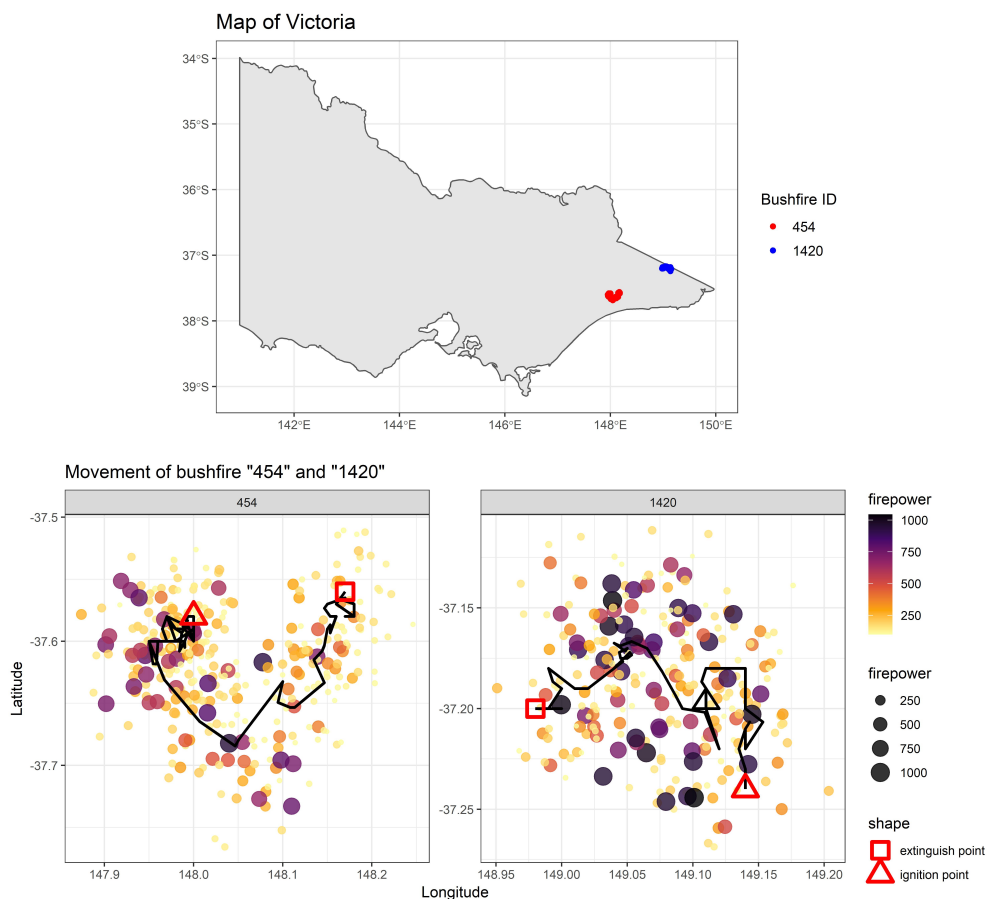 Map of Victoria
34°S
35°S
36°S
37°S
38°S
39°S
142°E
144°E
146°E
148°E
150°E
Bushfire ID
454
1420
Movement of bushfire "454" and "1420"
454
1420
-37.5
-37.6
-37.7
147.9
148.0
148.1
148.2
-37.15
-37.20
-37.25
148.95
149.00
149.05
149.10
149.15
149.20
Latitude
Longitude
firepower
1000
750
500
250
firepower
250
500
750
1000
shape
extinguish point
ignition point